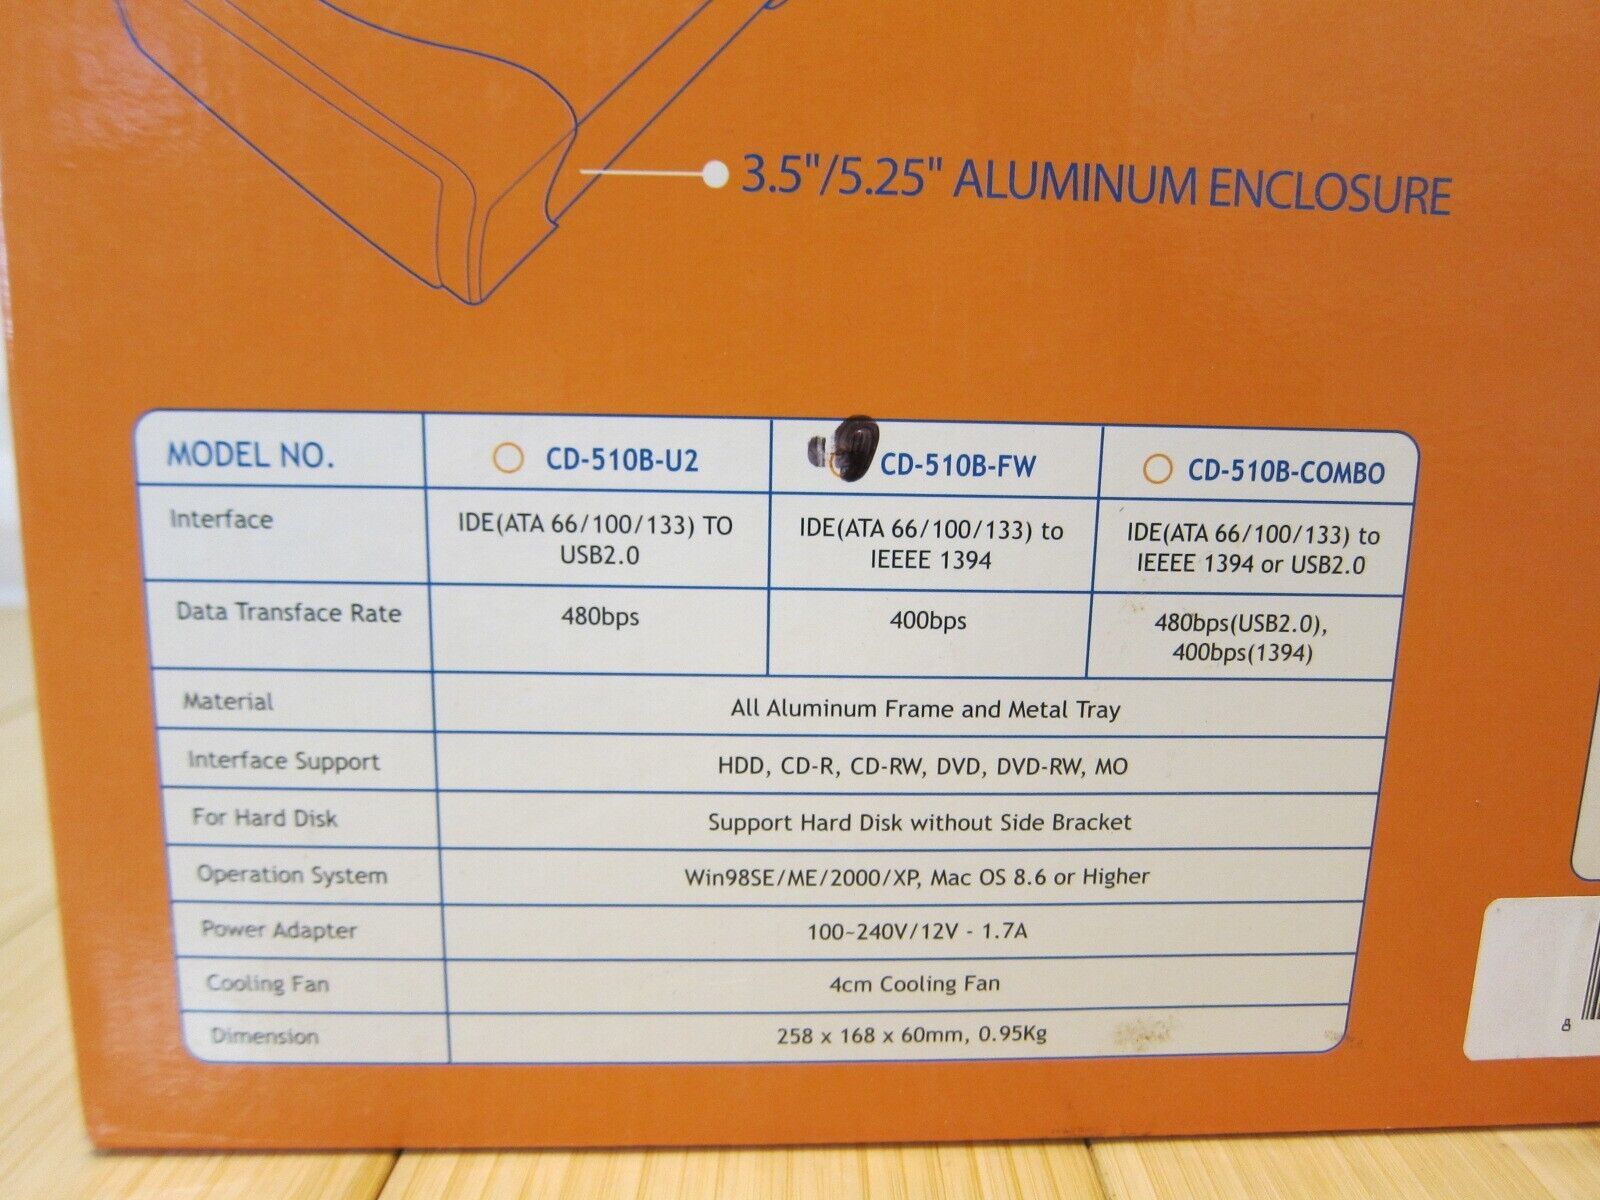 3.5"/5.25" ALUMINUM ENCLOSURE
MODEL NO. CD-510B-U2 CD-510B-FW CD-510B-COMBO
Interface
IDE(ATA 66/100/133) TO
USB2.0
IDE(ATA 66/100/133) to
IEEEE 1394
IDE(ATA 66/100/133) to
IEEEE 1394 or USB2.0
Data Transface Rate
480bps
400bps
480bps(USB2.0),
400bps(1394)
Material All Aluminum Frame and Metal Tray
Interface Support HDD, CD-R, CD-RW, DVD, DVD-RW, MO
For Hard Disk Support Hard Disk without Side Bracket
Operation System Win98SE/ME/2000/XP, Mac OS 8.6 or Higher
Power Adapter 100~240V/12V - 1.7A
Cooling Fan 4cm Cooling Fan
Dimension 258 x 168 x 60mm, 0.95Kg
8